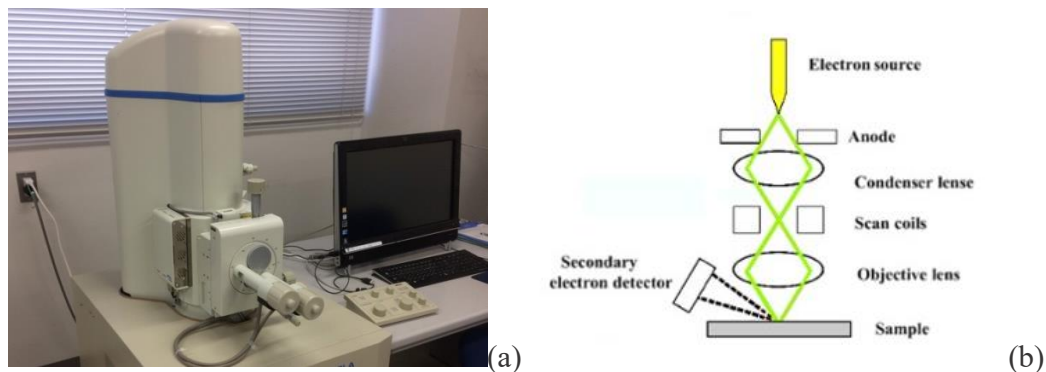 Electron source
Anode
Condenser lense
Scan coils
Objective lens
Secondary
electron detector
Sample
(a)
(b)